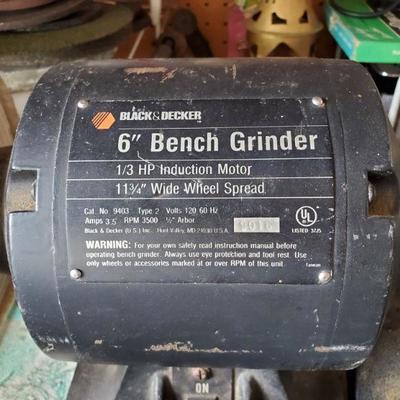 BLACK & DECKER
6" Bench Grinder
1/3 HP Induction Motor
11¾" Wide Wheel Spread
Cat. No 9403 Type 2 Volts 120 60 Hz
Amps 3.5 RPM 3500 ½" Arbor
Black & Decker (U.S.) Inc., Hunt Valley, MD 21030 U.S.A.
UL
LISTED 37Z5
WARNING: For your own safety read instruction manual before
operating bench grinder. Always use eye protection and tool rest. Use
only wheels or accessories marked at or over RPM of this unit.
Taiwan
ON